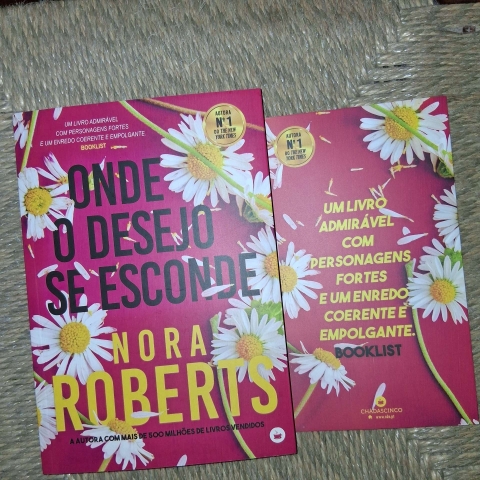 UM LIVRO ADMIRÁVEL
COM PERSONAGENS FORTES
E UM ENREDO COERENTE E EMPOLGANTE.
BOOKLIST
AUTORA
Nº1
DO THE NEW
YORK TIMES
ONDE
O DESEJO
SE ESCONDE
NORA
ROBERTS
A AUTORA COM MAIS DE 500 MILHÕES DE LIVROS VENDIDOS
AUTORA
Nº1
DO THE NEW
YORK TIMES
UM LIVRO
ADMIRÁVEL
COM
PERSONAGENS
FORTES
E UM ENREDO
COERENTE E
EMPOLGANTE.
BOOKLIST
CHADASCINCO